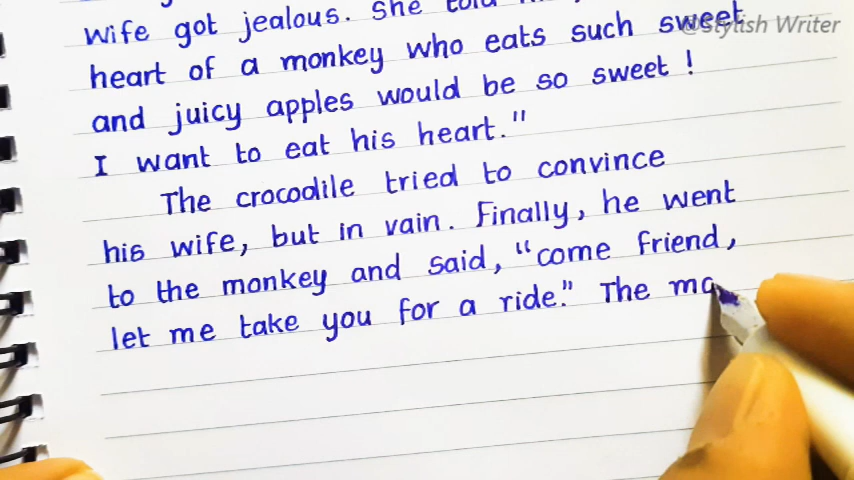 wife got jealous. She told
heart of a monkey who eats such sweet
and juicy apples would be so sweet !
I want to eat his heart."
The crocodile tried to convince
his wife, but in vain. Finally, he went
to the monkey and said, "come friend,
let me take you for a ride." The
@Stylish Writer